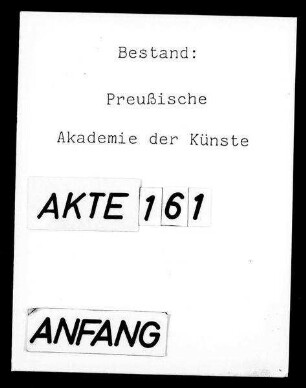 Bestand:
Preußische
Akademie der Künste
AKTE 161
ANFANG